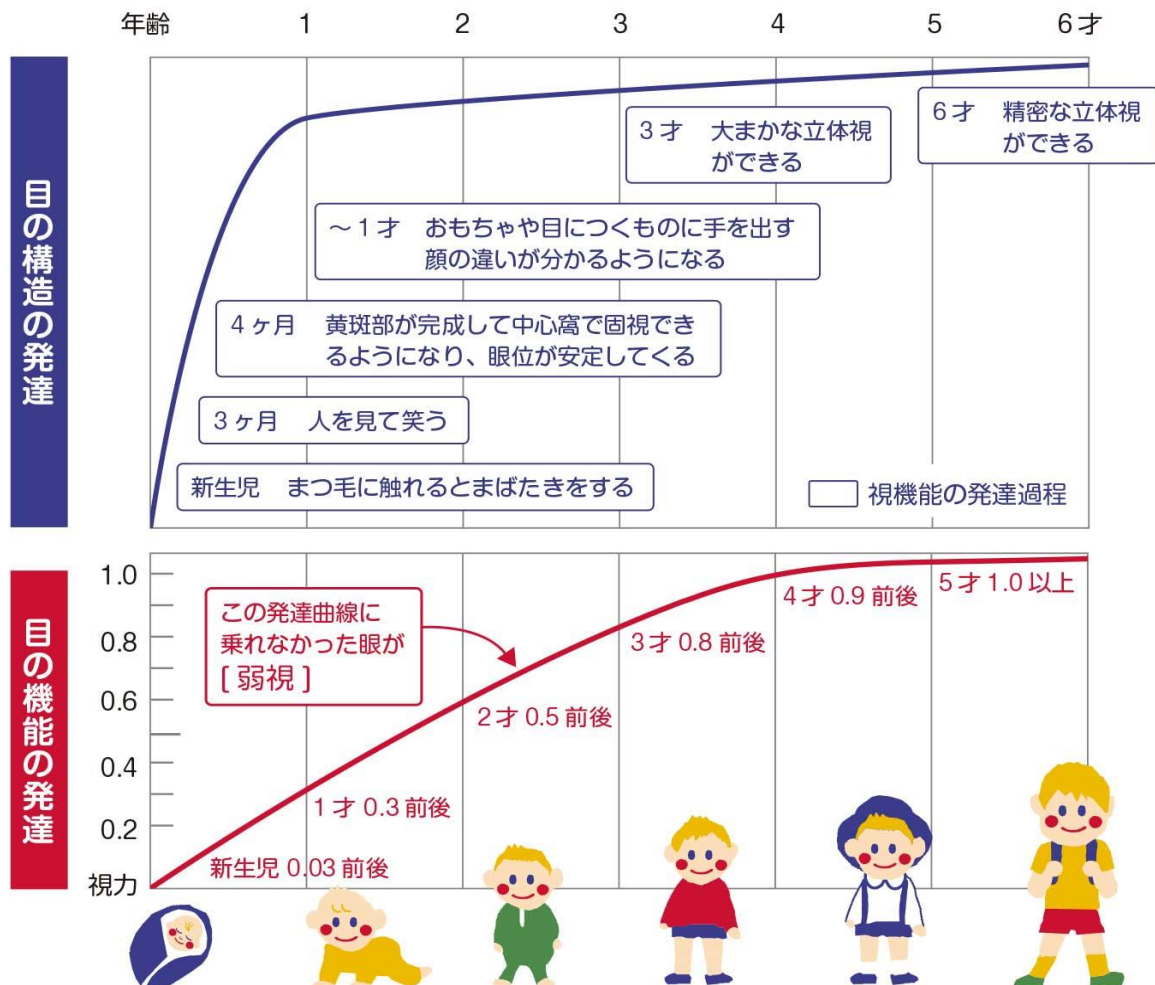 年齢 1 2 3 4 5 6才
目の構造の発達
3才 大まかな立体視
ができる
6才 精密な立体視
ができる
～1才 おもちゃや目につくものに手を出す
顔の違いが分かるようになる
4ヶ月 黄斑部が完成して中心窩で固視でき
るようになり、眼位が安定してくる
3ヶ月 人を見て笑う
新生児 まつ毛に触れるとまばたきをする
視機能の発達過程
目の機能の発達
1.0
0.8
0.6
0.4
0.2
視力
この発達曲線に
乗れなかった眼が
[弱視]
新生児 0.03 前後
1才 0.3 前後
2才 0.5 前後
3才 0.8 前後
4才 0.9 前後
5才 1.0 以上